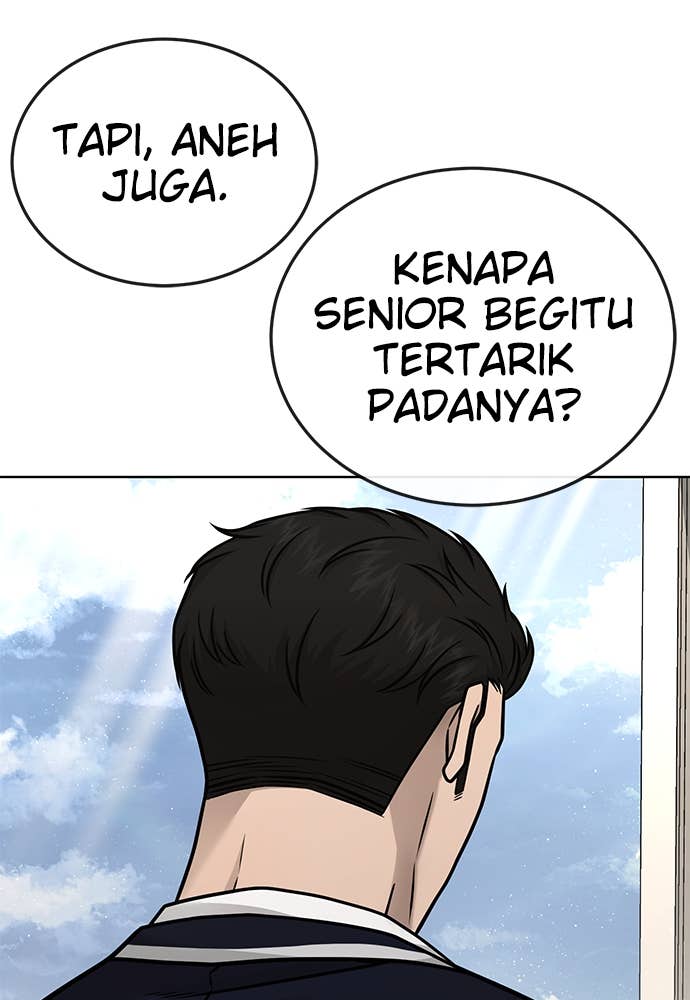 TAPI, ANEH
JUGA.
KENAPA
SENIOR BEGITU
TERTARIK
PADANYA?